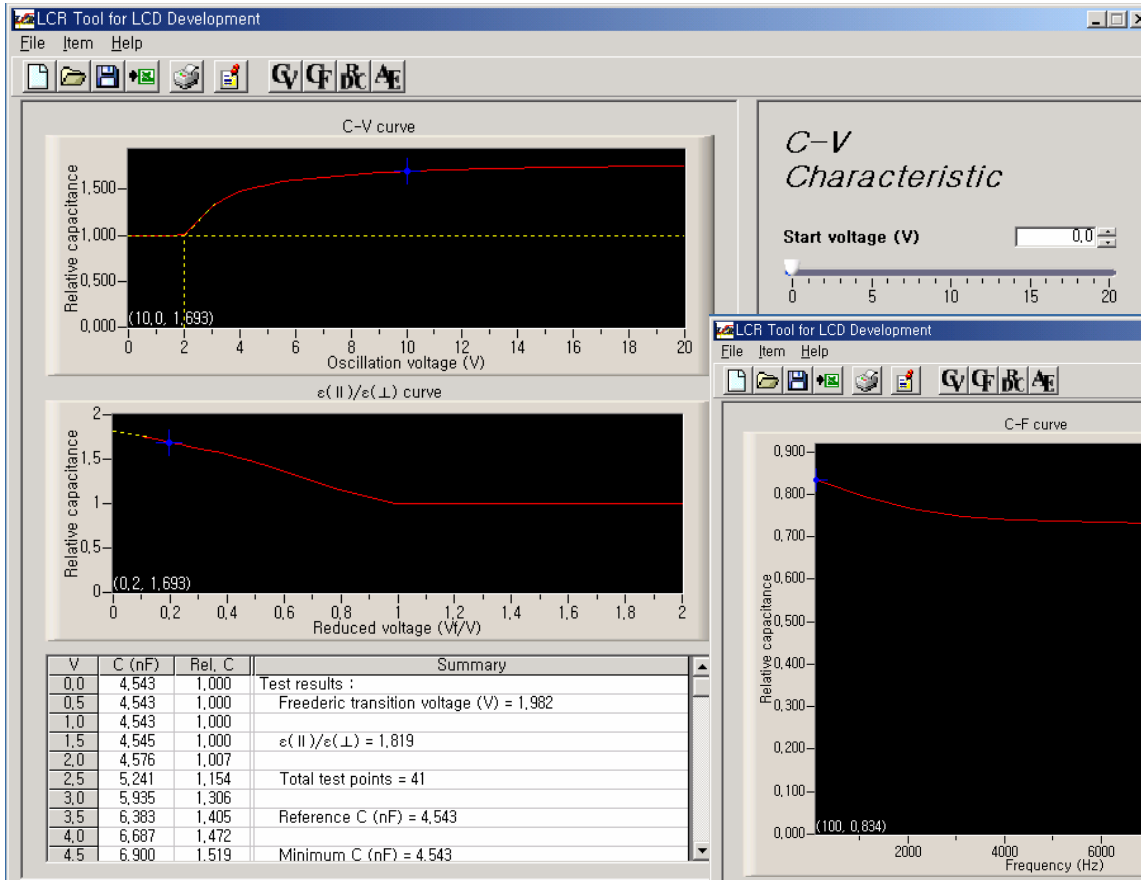 LCR Tool for LCD Development
File Item Help
CV CF RDC AE
C-V curve
Relative capacitance
1,500
1,000
0,500
0,000
(10,0, 1,693)
0 2 4 6 8 10 12 14 16 18 20
Oscillation voltage (V)
ε(∥)/ε(⊥) curve
Relative capacitance
2
1,5
1
0,5
0
(0,2, 1,693)
0 0,2 0,4 0,6 0,8 1 1,2 1,4 1,6 1,8 2
Reduced voltage (Vf/V)
V C (nF) Rel, C Summary
0,0 4,543 1,000 Test results :
0,5 4,543 1,000 Freederic transition voltage (V) = 1,982
1,0 4,543 1,000
1,5 4,545 1,000 ε(∥)/ε(⊥) = 1,819
2,0 4,576 1,007
2,5 5,241 1,154 Total test points = 41
3,0 5,935 1,306
3,5 6,383 1,405 Reference C (nF) = 4,543
4,0 6,687 1,472
4,5 6,900 1,519 Minimum C (nF) = 4,543
C-V
Characteristic
Start voltage (V) 0,0
0 5 10 15 20
LCR Tool for LCD Development
File Item Help
CV CF RDC AE
C-F curve
Relative capacitance
0,900
0,800
0,700
0,600
0,500
0,400
0,300
0,200
0,100
0,000
(100, 0,834)
2000 4000 6000
Frequency (Hz)